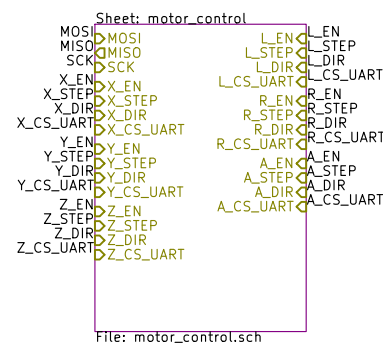 Sheet: motor_control
MOSI MOSI
MISO MISO
SCK SCK
X_EN X_EN
X_STEP X_STEP
X_DIR X_DIR
X_CS_UART X_CS_UART
Y_EN Y_EN
Y_STEP Y_STEP
Y_DIR Y_DIR
Y_CS_UART Y_CS_UART
Z_EN Z_EN
Z_STEP Z_STEP
Z_DIR Z_DIR
Z_CS_UART Z_CS_UART
L_EN L_EN
L_STEP L_STEP
L_DIR L_DIR
L_CS_UART L_CS_UART
R_EN R_EN
R_STEP R_STEP
R_DIR R_DIR
R_CS_UART R_CS_UART
A_EN A_EN
A_STEP A_STEP
A_DIR A_DIR
A_CS_UART A_CS_UART
File: motor_control.sch